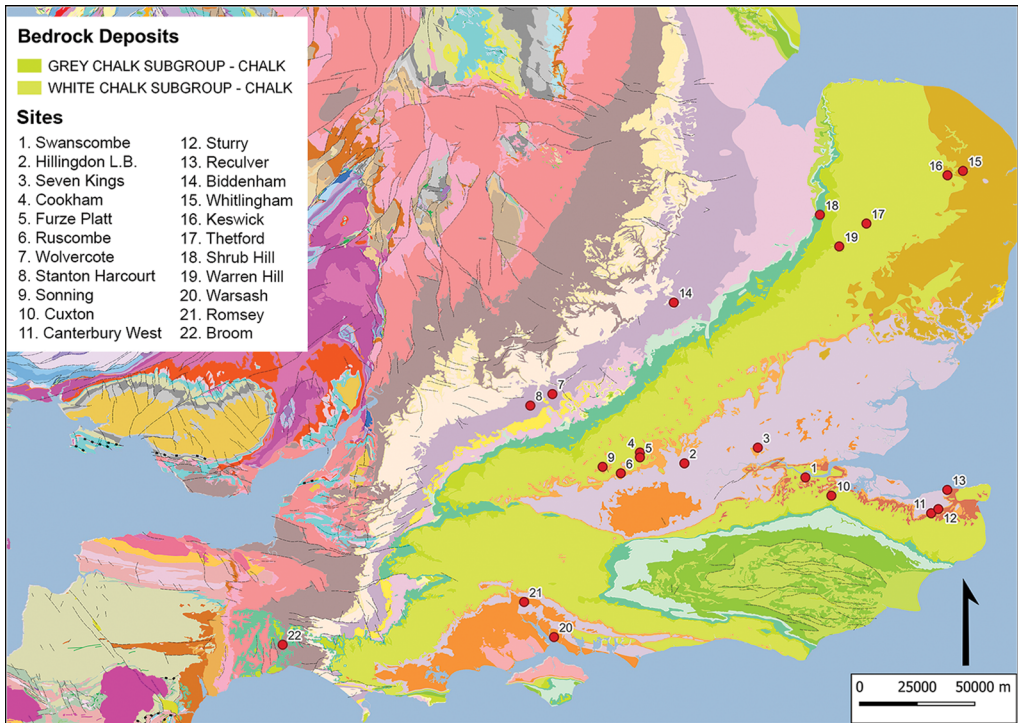 Bedrock Deposits
GREY CHALK SUBGROUP - CHALK
WHITE CHALK SUBGROUP - CHALK
Sites
1. Swanscombe
2. Hillingdon L.B.
3. Seven Kings
4. Cookham
5. Furze Platt
6. Ruscombe
7. Wolvercote
8. Stanton Harcourt
9. Sonning
10. Cuxton
11. Canterbury West
12. Sturry
13. Reculver
14. Biddenham
15. Whitlingham
16. Keswick
17. Thetford
18. Shrub Hill
19. Warren Hill
20. Warsash
21. Romsey
22. Broom
16
15
18
17
19
14
7
8
4
5
3
2
9
6
1
10
13
11
12
21
20
22
0 25000 50000 m